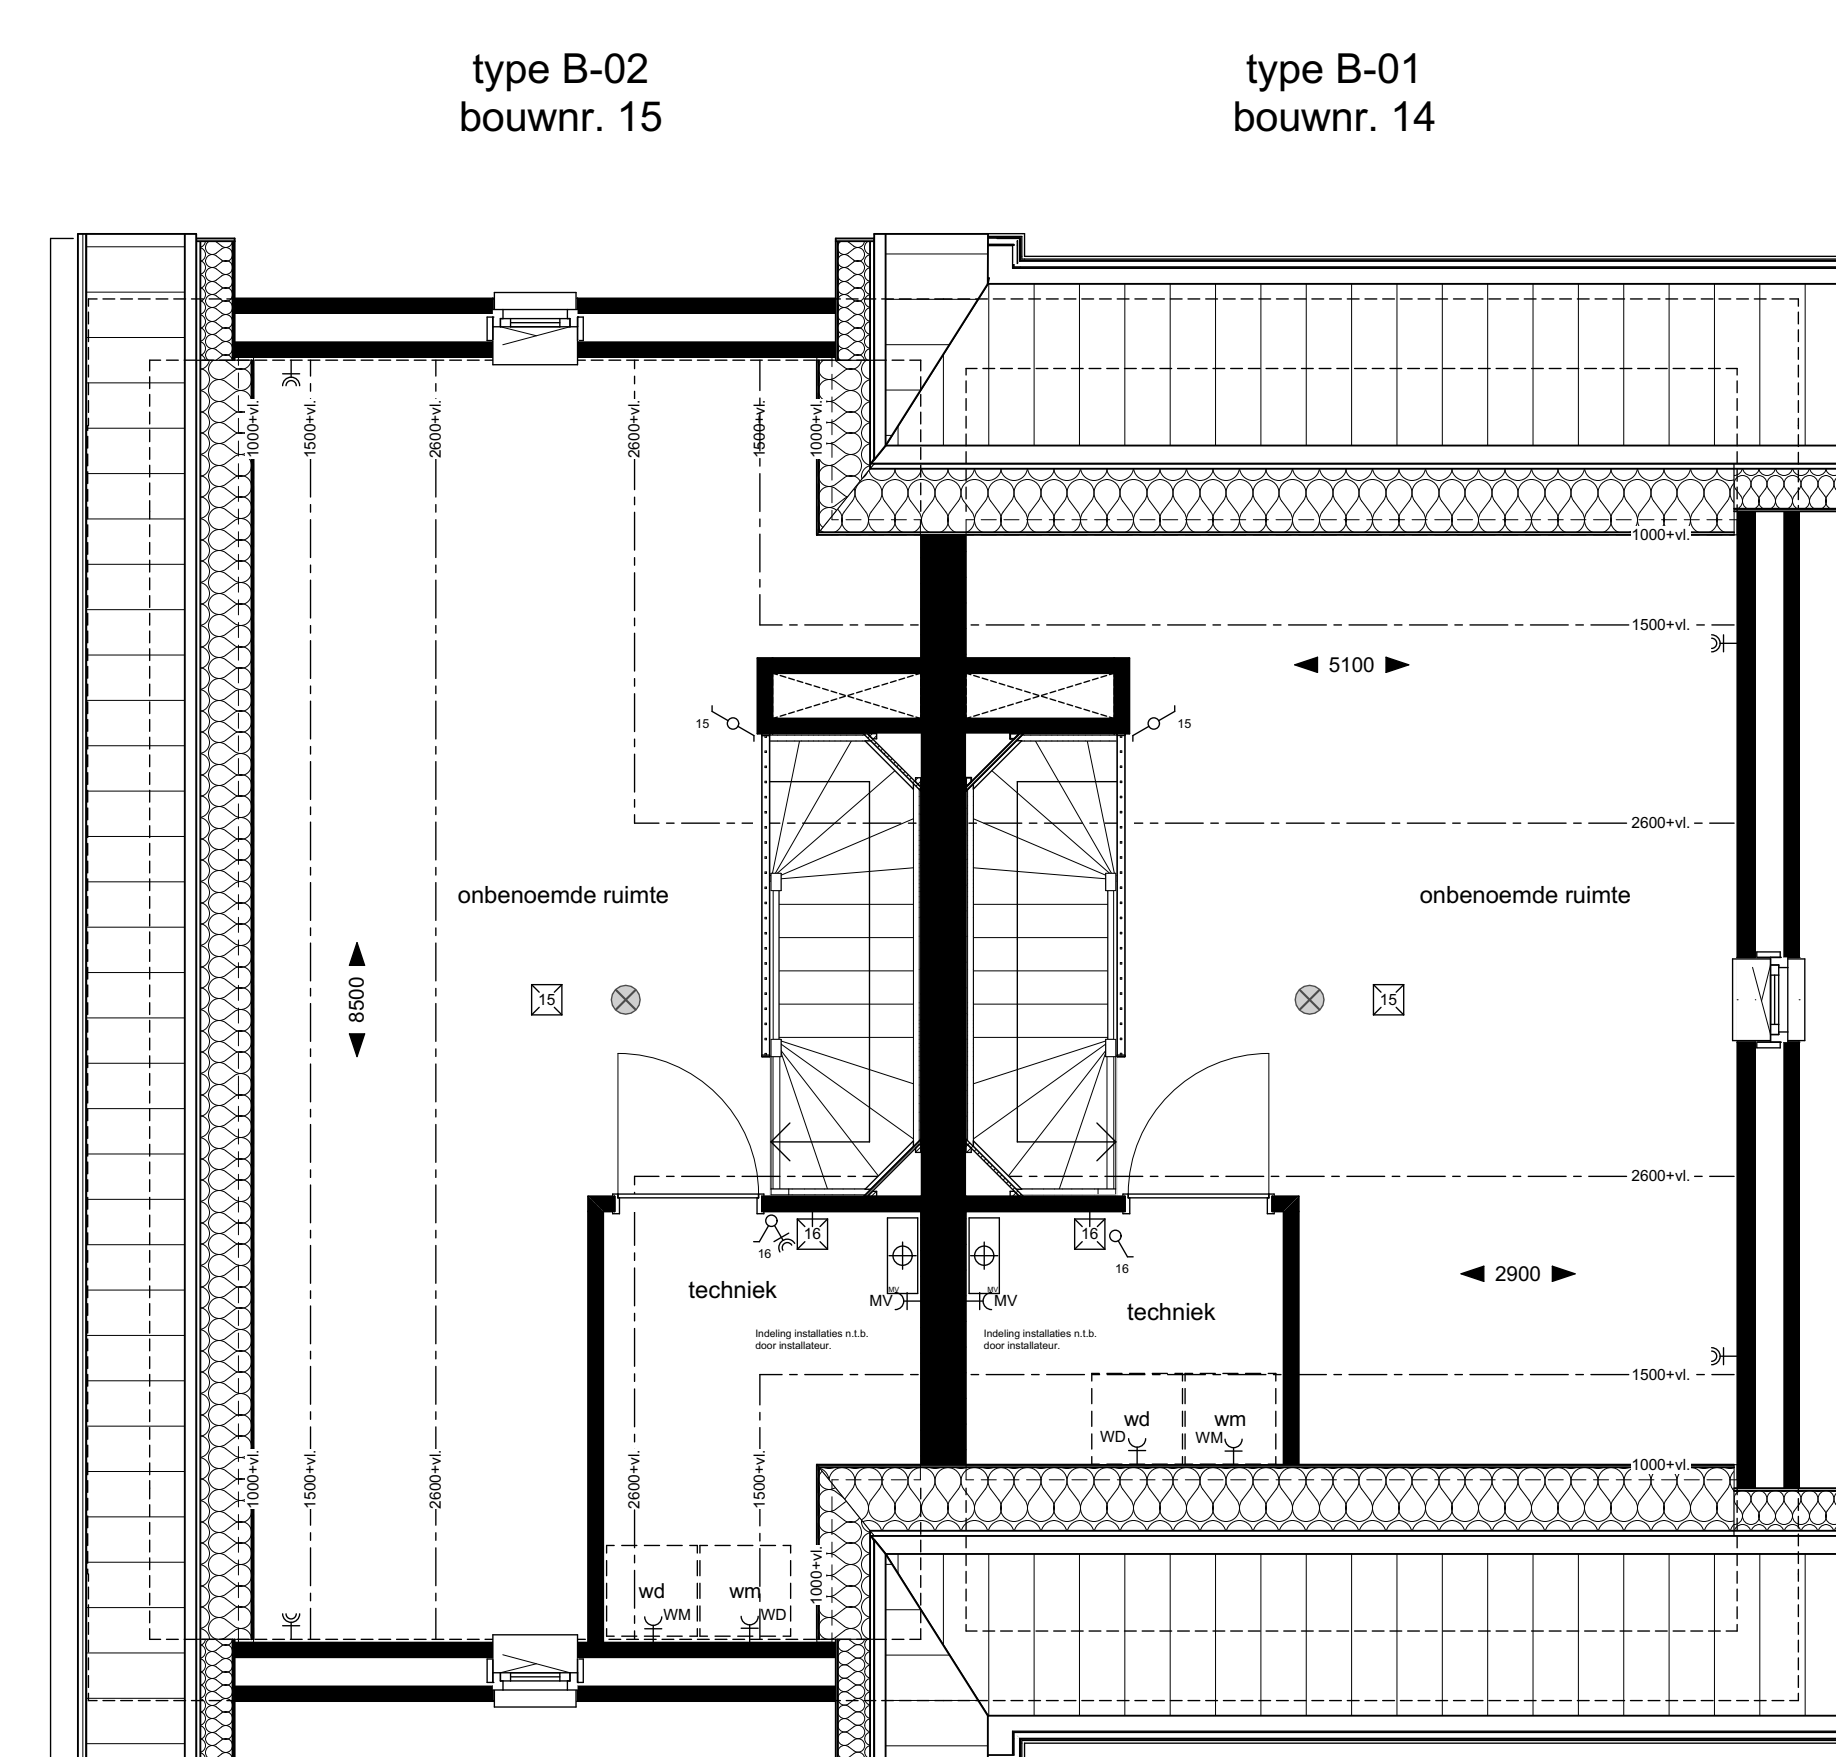 type B-02
bouwnr. 15
type B-01
bouwnr. 14
1000+vl.
1500+vl.
2600+vl.
2600+vl.
1500+vl.
1000+vl.
1000+vl.
1500+vl.
5100
15
15
2600+vl.
onbenoemde ruimte
onbenoemde ruimte
8500
15
15
2600+vl.
16
16
16
16
techniek
techniek
2900
MV
MV
MV
MV
Indeling installaties n.t.b.
door installateur.
Indeling installaties n.t.b.
door installateur.
1500+vl.
wd
wm
WD
WM
1000+vl.
1000+vl.
1500+vl.
2600+vl.
2600+vl.
1500+vl.
1000+vl.
wd
wm
WM
WD